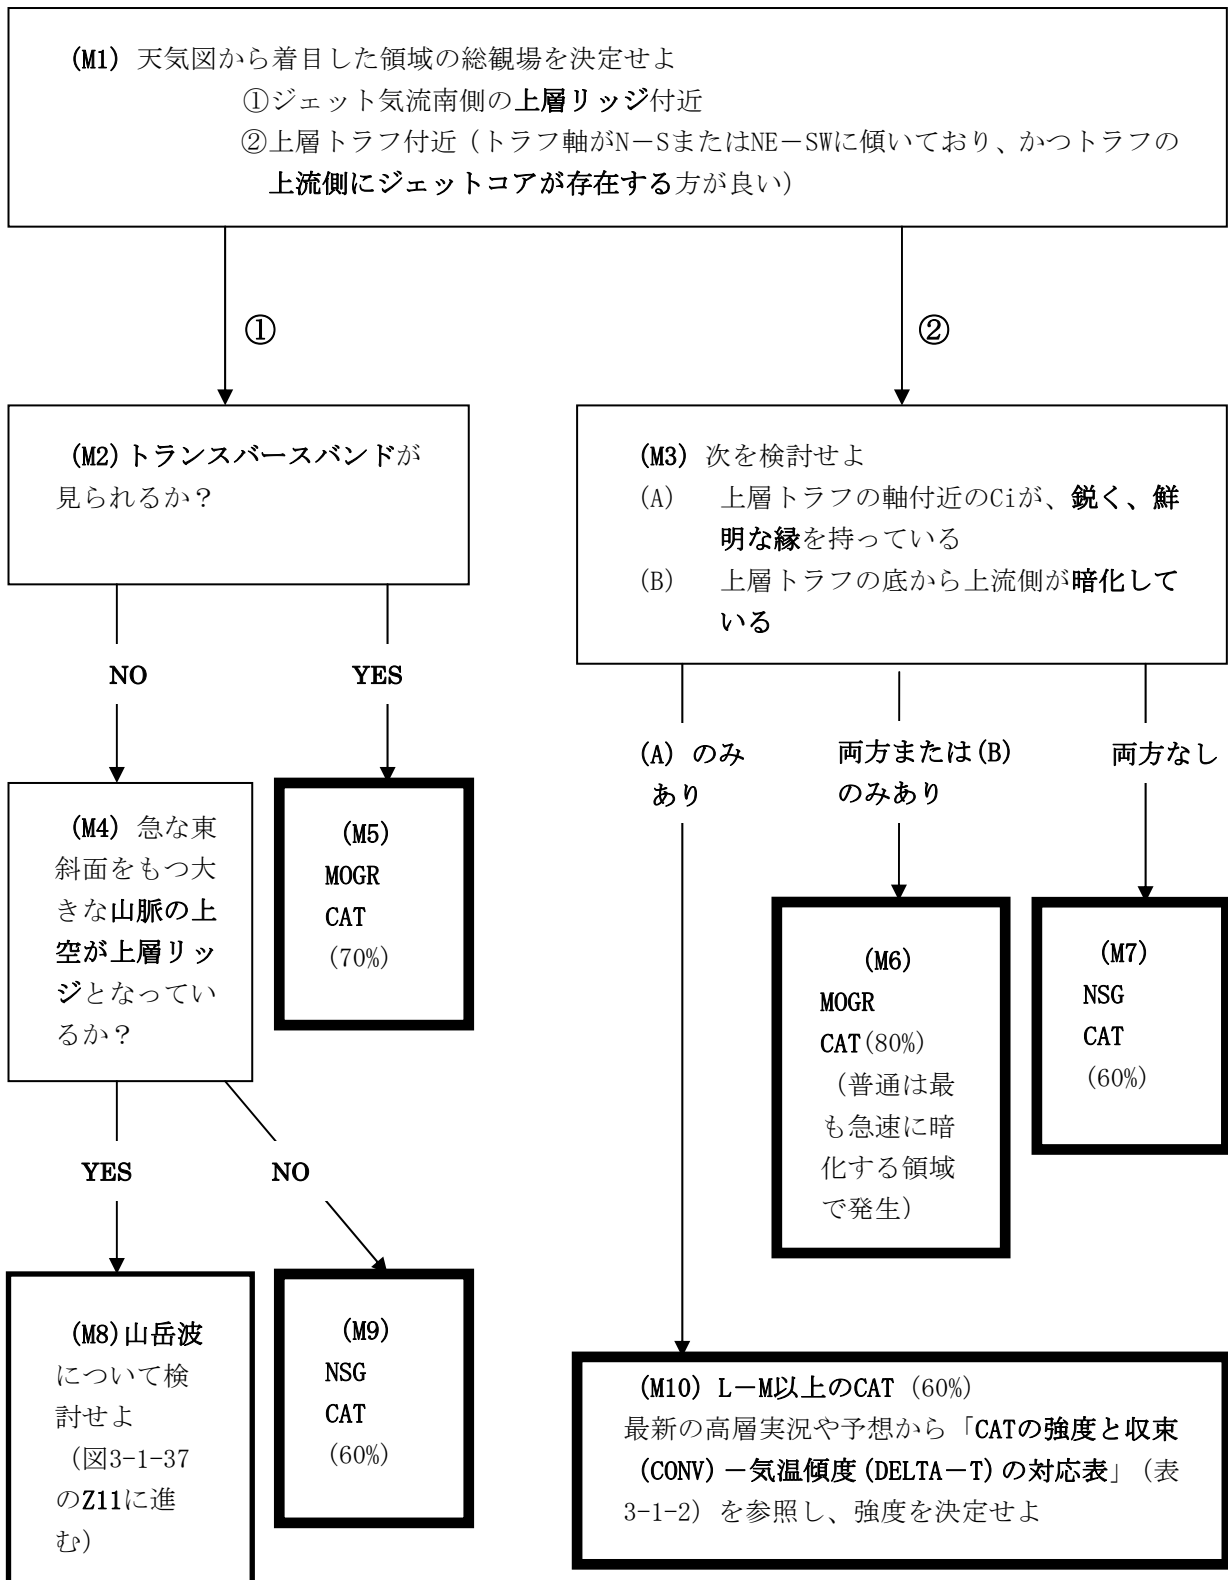 (M1) 天気図から着目した領域の総観場を決定せよ
①ジェット気流南側の上層リッジ付近
②上層トラフ付近（トラフ軸がN－SまたはNE－SWに傾いており、かつトラフの
上流側にジェットコアが存在する方が良い）
①
②
(M2)トランスバースバンドが
見られるか？
(M3) 次を検討せよ
(A) 上層トラフの軸付近のCiが、鋭く、鮮
明な縁を持っている
(B) 上層トラフの底から上流側が暗化して
いる
NO
YES
(A) のみ
あり
両方または(B)
のみあり
両方なし
(M4) 急な東
斜面をもつ大
きな山脈の上
空が上層リッ
ジとなってい
るか？
(M5)
MOGR
CAT
(70%)
(M6)
MOGR
CAT(80%)
（普通は最
も急速に暗
化する領域
で発生）
(M7)
NSG
CAT
(60%)
YES
NO
(M8)山岳波
について検
討せよ
（図3-1-37
のZ11に進
む）
(M9)
NSG
CAT
(60%)
(M10) L－M以上のCAT (60%)
最新の高層実況や予想から「CATの強度と収束
(CONV)－気温傾度(DELTA－T)の対応表」（表
3-1-2）を参照し、強度を決定せよ